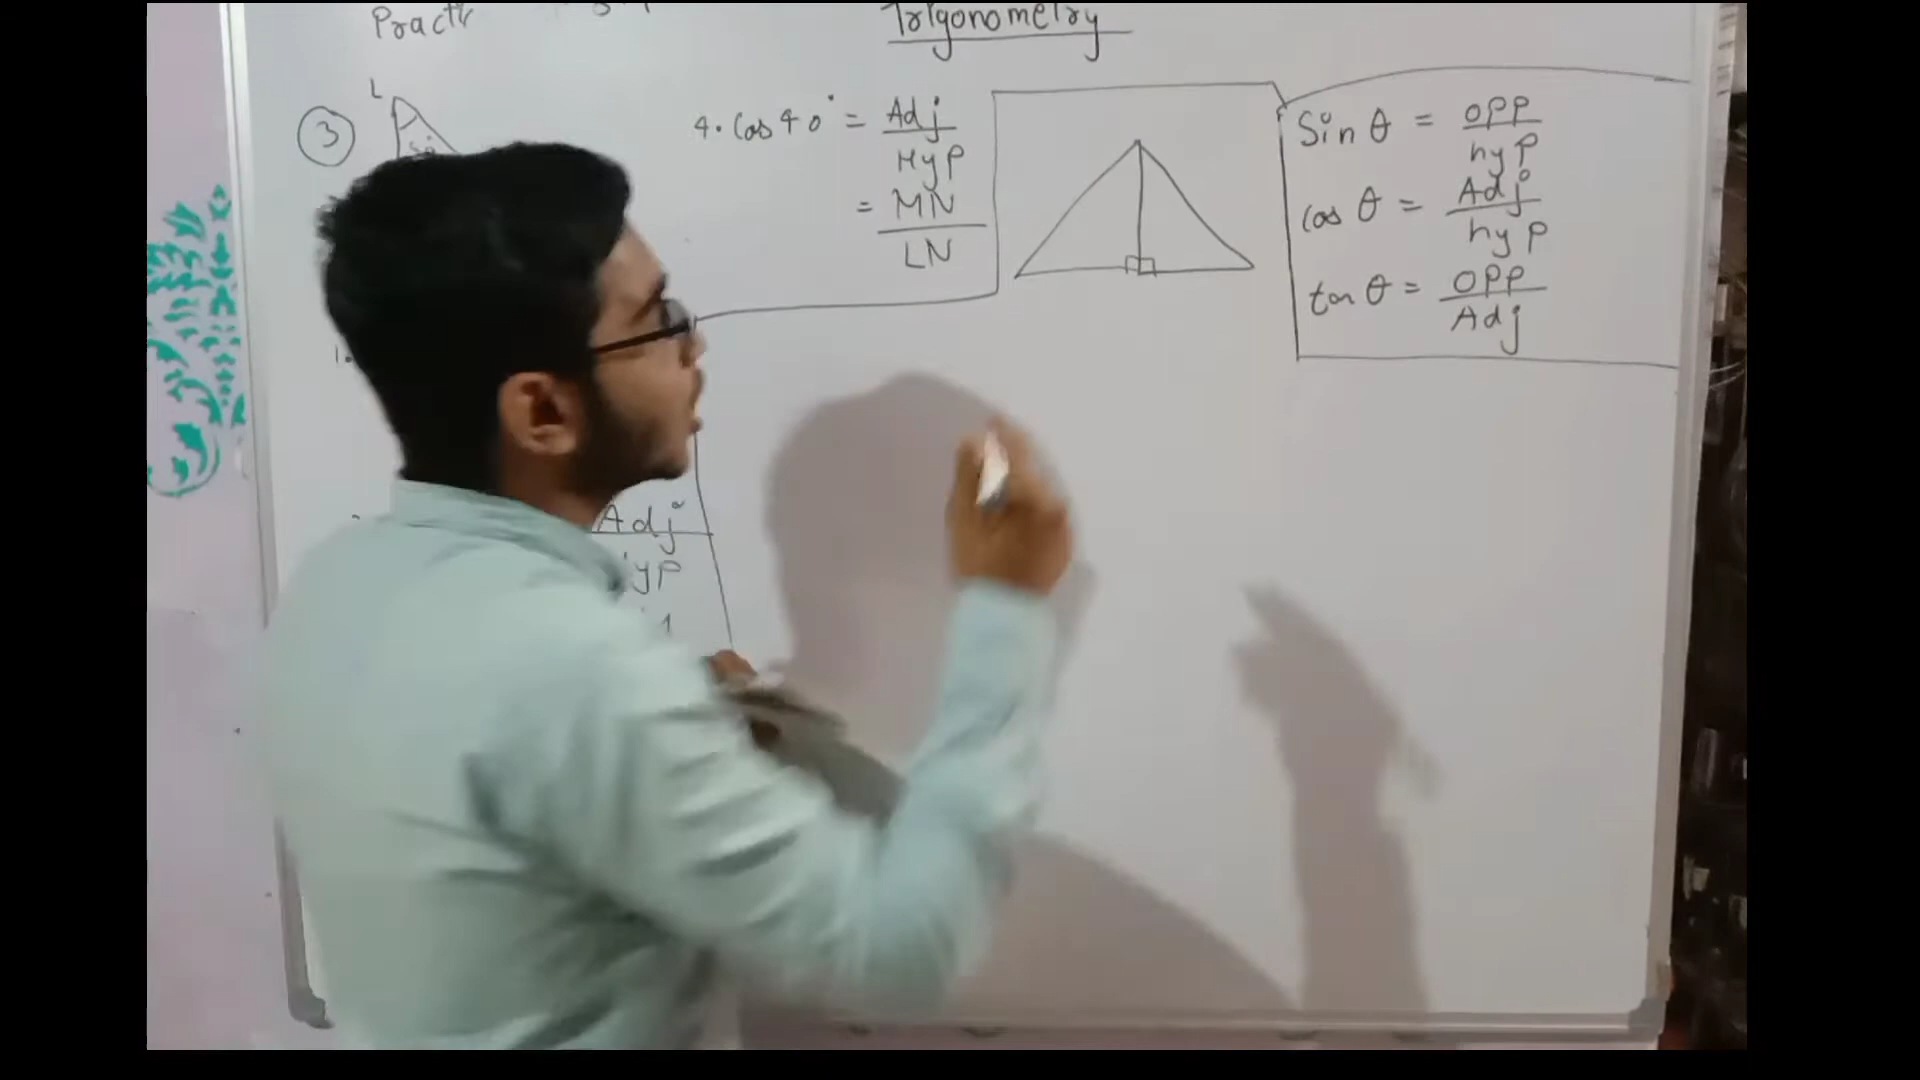 Trigonometry
3
L
4. Cos 40° = Adj
Hyp
= MN
LN
Sin θ = opp
hyp
cos θ = Adj
hyp
tan θ = opp
Adj
1.
Adj
yp